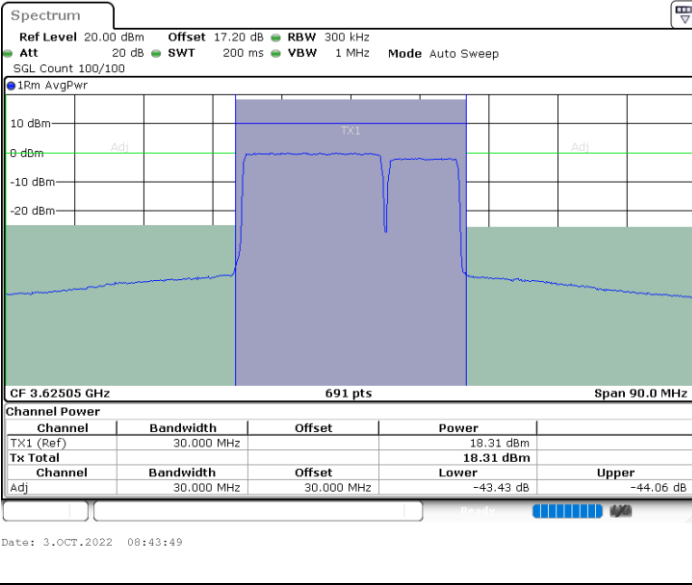 Spectrum
Ref Level 20.00 dBm Offset 17.20 dB RBW 300 kHz
Att 20 dB SWT 200 ms VBW 1 MHz Mode Auto Sweep
SGL Count 100/100
1Rm AvgPwr
10 dBm
TX1
Adj Adj
0 dBm
-10 dBm
-20 dBm
CF 3.62505 GHz 691 pts Span 90.0 MHz
Channel Power
Channel Bandwidth Offset Power
TX1 (Ref) 30.000 MHz 18.31 dBm
Tx Total 18.31 dBm
Channel Bandwidth Offset Lower Upper
Adj 30.000 MHz 30.000 MHz -43.43 dB -44.06 dB
Ready
Date: 3.OCT.2022 08:43:49